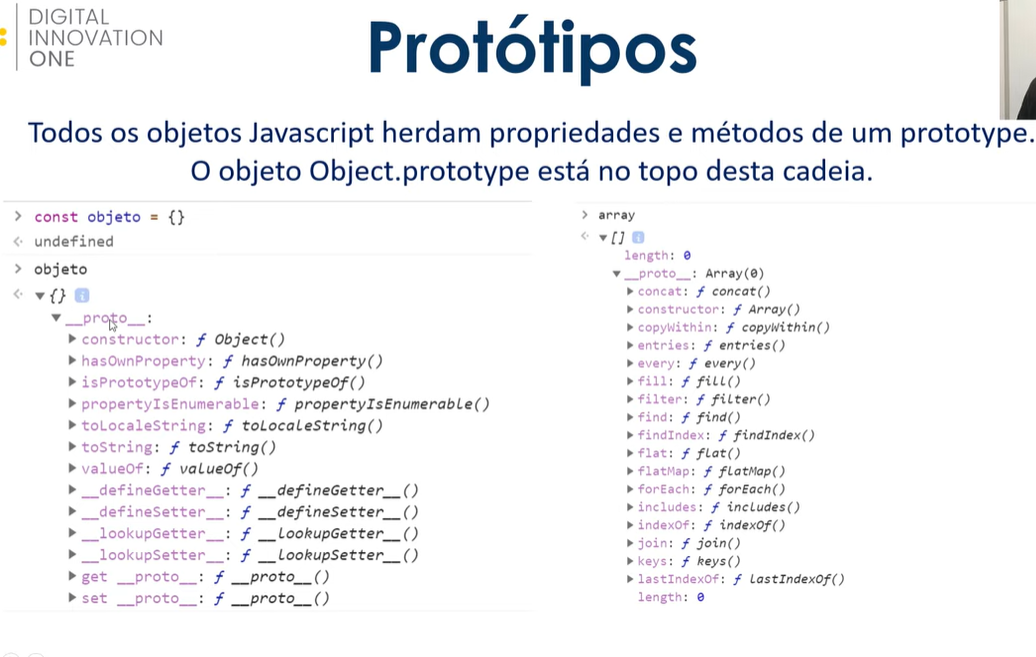 DIGITAL
INNOVATION
ONE
Protótipos
Todos os objetos Javascript herdam propriedades e métodos de um prototype.
O objeto Object.prototype está no topo desta cadeia.
> const objeto = {}
<· undefined
> objeto
<· ▼{} i
▼__proto__:
▶constructor: ƒ Object()
▶hasOwnProperty: ƒ hasOwnProperty()
▶isPrototypeOf: ƒ isPrototypeOf()
▶propertyIsEnumerable: ƒ propertyIsEnumerable()
▶toLocaleString: ƒ toLocaleString()
▶toString: ƒ toString()
▶valueOf: ƒ valueOf()
▶__defineGetter__: ƒ __defineGetter__()
▶__defineSetter__: ƒ __defineSetter__()
▶__lookupGetter__: ƒ __lookupGetter__()
▶__lookupSetter__: ƒ __lookupSetter__()
▶get __proto__: ƒ __proto__()
▶set __proto__: ƒ __proto__()
> array
<· ▼[] i
length: 0
▼__proto__: Array(0)
▶concat: ƒ concat()
▶constructor: ƒ Array()
▶copyWithin: ƒ copyWithin()
▶entries: ƒ entries()
▶every: ƒ every()
▶fill: ƒ fill()
▶filter: ƒ filter()
▶find: ƒ find()
▶findIndex: ƒ findIndex()
▶flat: ƒ flat()
▶flatMap: ƒ flatMap()
▶forEach: ƒ forEach()
▶includes: ƒ includes()
▶indexOf: ƒ indexOf()
▶join: ƒ join()
▶keys: ƒ keys()
▶lastIndexOf: ƒ lastIndexOf()
length: 0